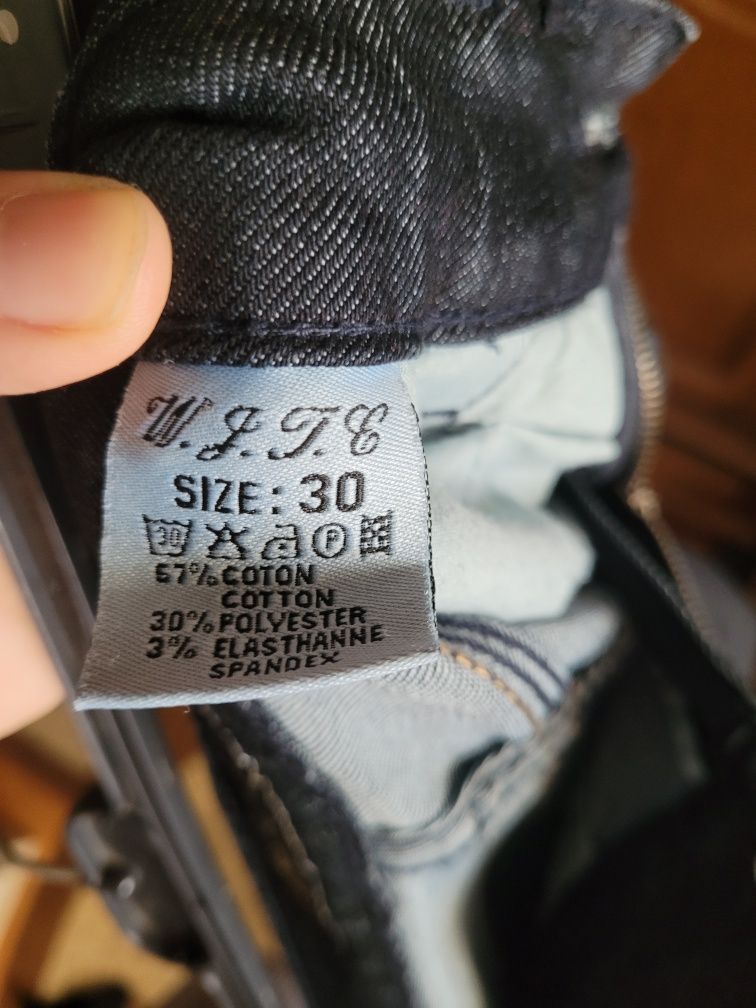 W.J.T.E
SIZE: 30
30 P
67% COTON
COTTON
30% POLYESTER
3% ELASTHANNE
SPANDEX